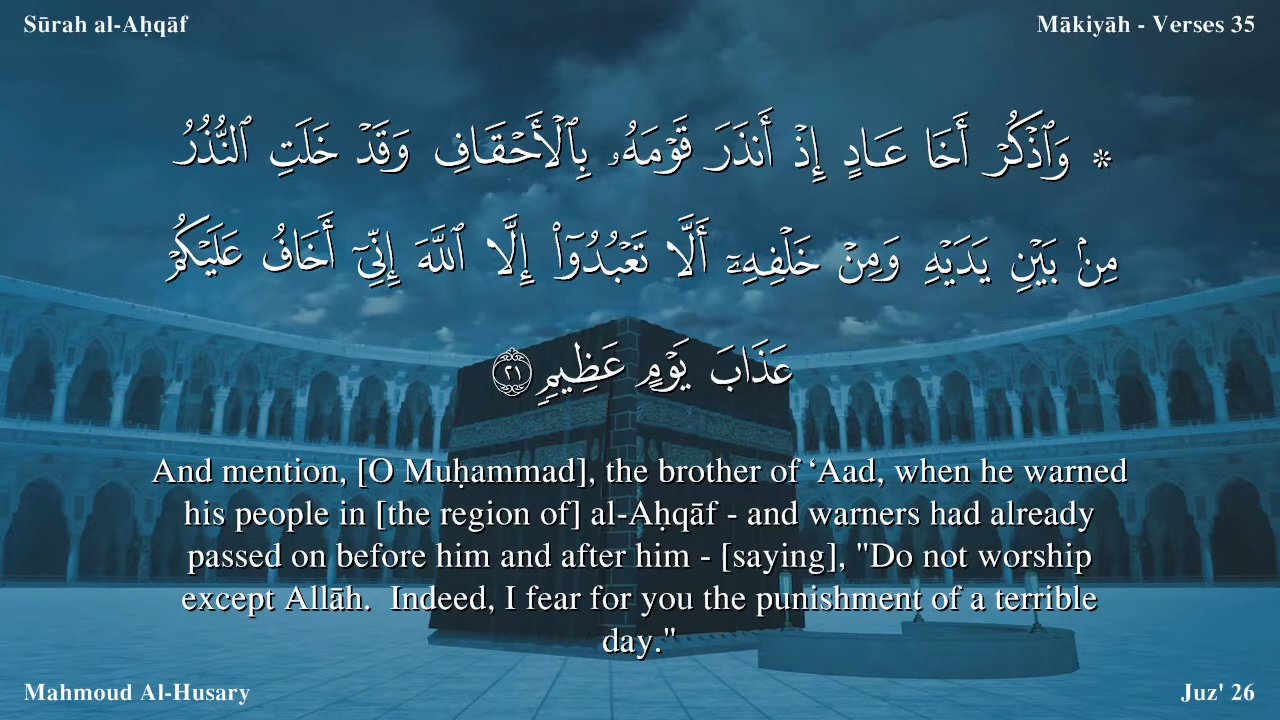 Sūrah al-Aḥqāf
Mākiyāh - Verses 35
۞ وَٱذْكُرْ أَخَا عَادٍ إِذْ أَنذَرَ قَوْمَهُۥ بِٱلْأَحْقَافِ وَقَدْ خَلَتِ ٱلنُّذُرُ
مِنۢ بَيْنِ يَدَيْهِ وَمِنْ خَلْفِهِۦٓ أَلَّا تَعْبُدُوٓا۟ إِلَّا ٱللَّهَ إِنِّىٓ أَخَافُ عَلَيْكُمْ
عَذَابَ يَوْمٍ عَظِيمٍ ٢١
And mention, [O Muḥammad], the brother of ‘Aad, when he warned
his people in [the region of] al-Aḥqāf - and warners had already
passed on before him and after him - [saying], "Do not worship
except Allāh.  Indeed, I fear for you the punishment of a terrible
day."
Mahmoud Al-Husary
Juz' 26